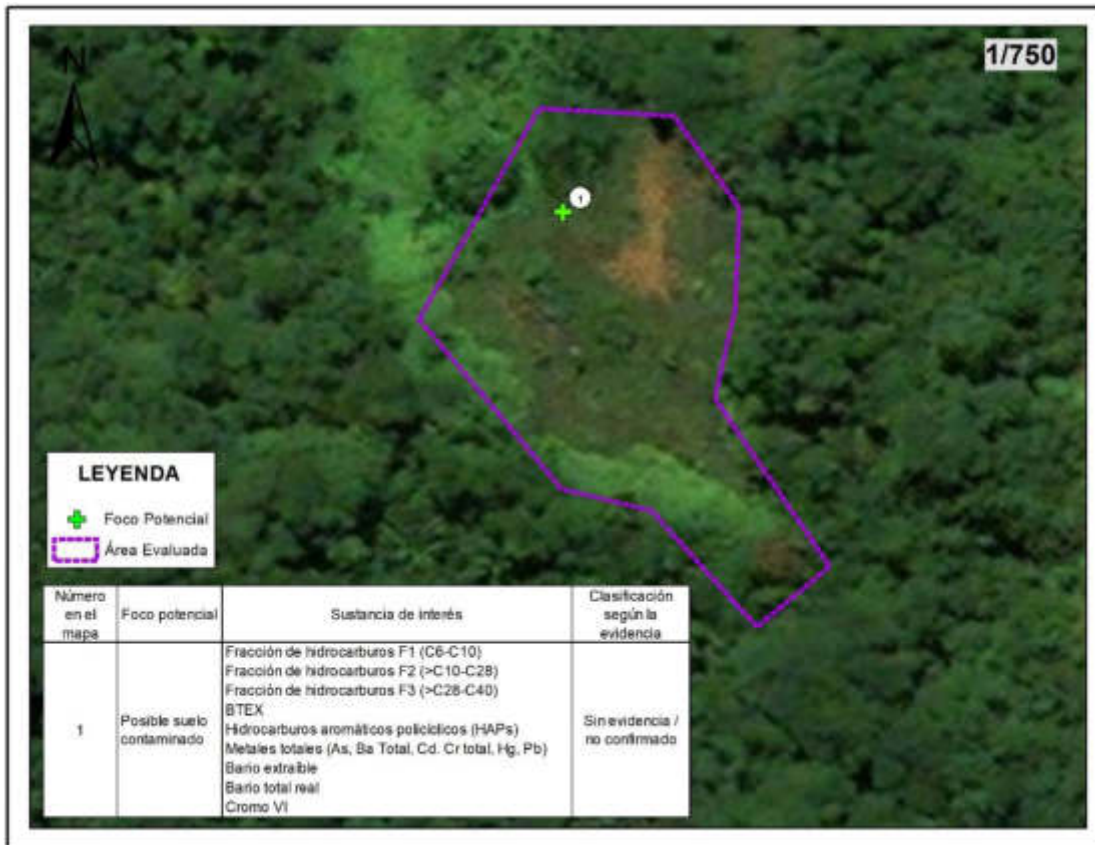 N
1/750
1
LEYENDA
Foco Potencial
Área Evaluada
Número en el mapa
Foco potencial
Sustancia de interés
Clasificación según la evidencia
1
Posible suelo contaminado
Fracción de hidrocarburos F1 (C6-C10)
Fracción de hidrocarburos F2 (>C10-C28)
Fracción de hidrocarburos F3 (>C28-C40)
BTEX
Hidrocarburos aromáticos policíclicos (HAPs)
Metales totales (As, Ba Total, Cd. Cr total, Hg, Pb)
Bario extraíble
Bario total real
Cromo VI
Sin evidencia / no confirmado